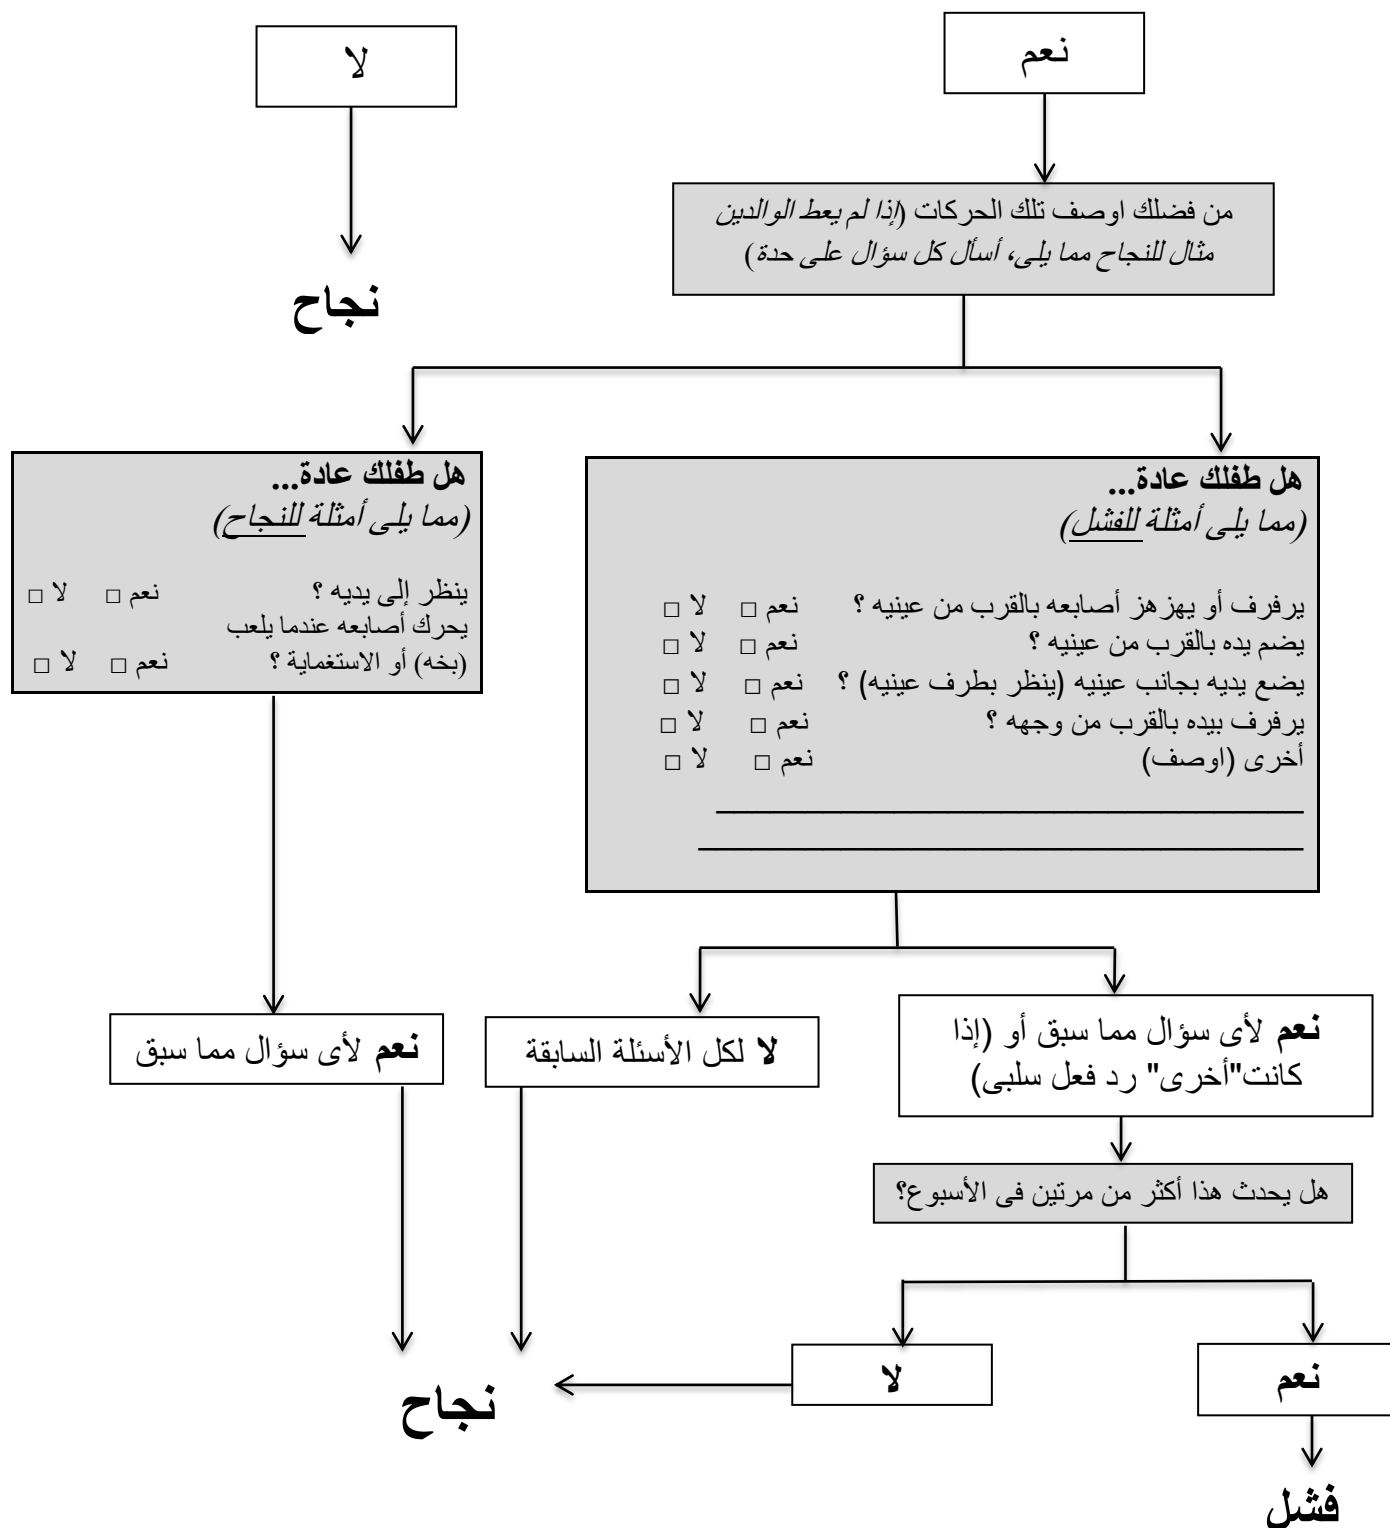 نعم
لا
من فضلك اوصف تلك الحركات (إذا لم يعط الوالدين
مثال للنجاح مما يلى، أسأل كل سؤال على حدة)
نجاح
هل طفلك عادة...
(مما يلى أمثلة للفشل)
يرفرف أو يهزهز أصابعه بالقرب من عينيه ؟ نعم □ لا □
يضم يده بالقرب من عينيه ؟ نعم □ لا □
يضع يديه بجانب عينيه (ينظر بطرف عينيه) ؟ نعم □ لا □
يرفرف بيده بالقرب من وجهه ؟ نعم □ لا □
أخرى (اوصف) نعم □ لا □
هل طفلك عادة...
(مما يلى أمثلة للنجاح)
ينظر إلى يديه ؟ نعم □ لا □
يحرك أصابعه عندما يلعب
(بخه) أو الاستغماية ؟ نعم □ لا □
نعم لأى سؤال مما سبق أو (إذا
كانت"أخرى" رد فعل سلبى)
لا لكل الأسئلة السابقة
نعم لأى سؤال مما سبق
هل يحدث هذا أكثر من مرتين فى الأسبوع؟
نعم
لا
نجاح
فشل